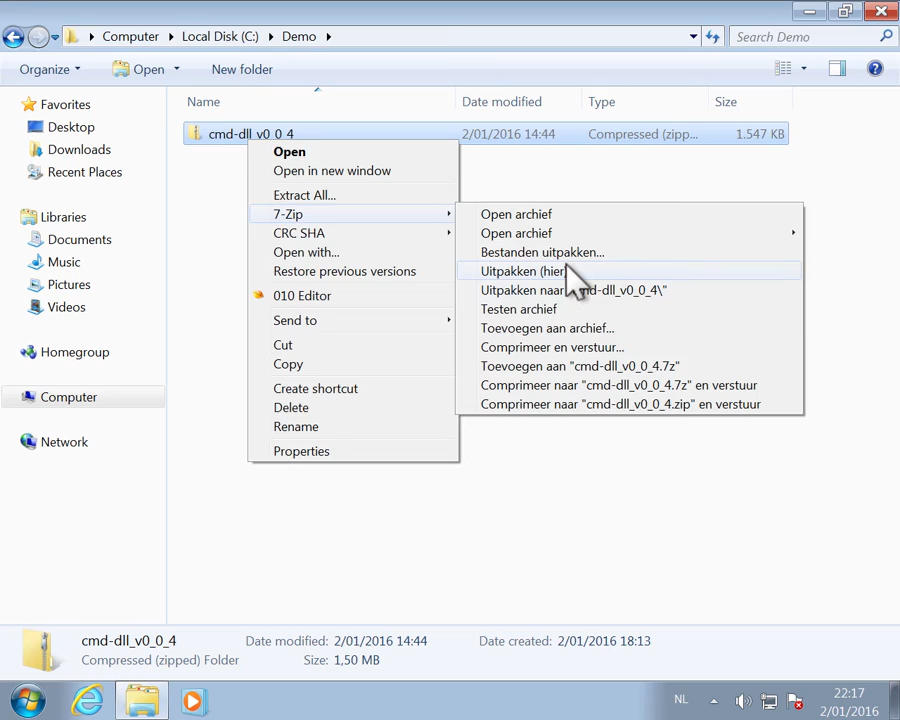 Computer ▸ Local Disk (C:) ▸ Demo ▸
Search Demo
Organize
Open
New folder
Name
Date modified
Type
Size
Favorites
Desktop
Downloads
Recent Places
Libraries
Documents
Music
Pictures
Videos
Homegroup
Computer
Network
cmd-dll_v0_0_4
2/01/2016 14:44
Compressed (zipp...
1.547 KB
Open
Open in new window
Extract All...
7-Zip
CRC SHA
Open with...
Restore previous versions
010 Editor
Send to
Cut
Copy
Create shortcut
Delete
Rename
Properties
Open archief
Open archief
Bestanden uitpakken...
Uitpakken (hier)
Uitpakken naar md-dll_v0_0_4\"
Testen archief
Toevoegen aan archief...
Comprimeer en verstuur...
Toevoegen aan "cmd-dll_v0_0_4.7z"
Comprimeer naar "cmd-dll_v0_0_4.7z" en verstuur
Comprimeer naar "cmd-dll_v0_0_4.zip" en verstuur
cmd-dll_v0_0_4
Date modified: 2/01/2016 14:44
Date created: 2/01/2016 18:13
Compressed (zipped) Folder
Size: 1,50 MB
NL
22:17
2/01/2016